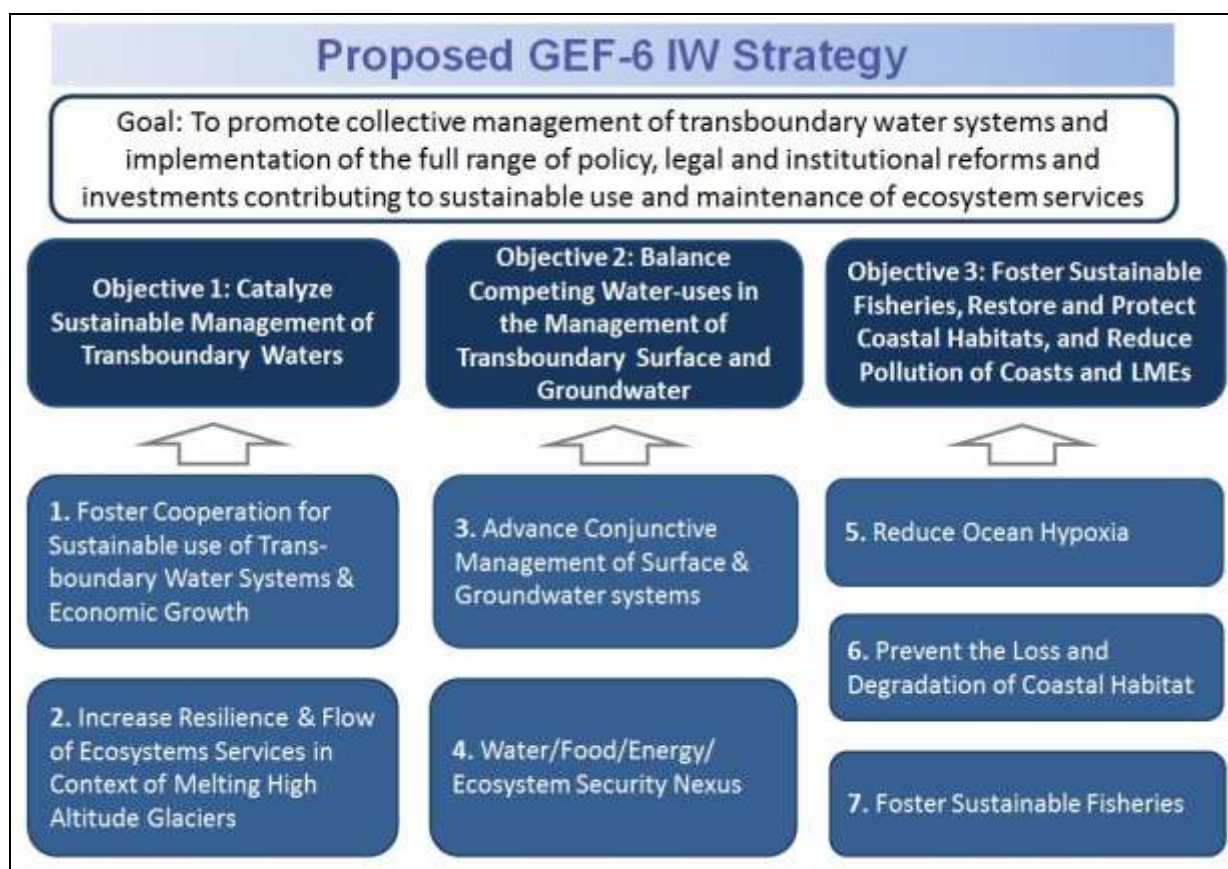 Proposed GEF-6 IW Strategy
Goal: To promote collective management of transboundary water systems and
implementation of the full range of policy, legal and institutional reforms and
investments contributing to sustainable use and maintenance of ecosystem services
Objective 1: Catalyze
Sustainable Management of
Transboundary Waters
Objective 2: Balance
Competing Water-uses in
the Management of
Transboundary Surface and
Groundwater
Objective 3: Foster Sustainable
Fisheries, Restore and Protect
Coastal Habitats, and Reduce
Pollution of Coasts and LMEs
1. Foster Cooperation for
Sustainable use of Trans-
boundary Water Systems &
Economic Growth
2. Increase Resilience & Flow
of Ecosystems Services in
Context of Melting High
Altitude Glaciers
3. Advance Conjunctive
Management of Surface &
Groundwater systems
4. Water/Food/Energy/
Ecosystem Security Nexus
5. Reduce Ocean Hypoxia
6. Prevent the Loss and
Degradation of Coastal Habitat
7. Foster Sustainable Fisheries